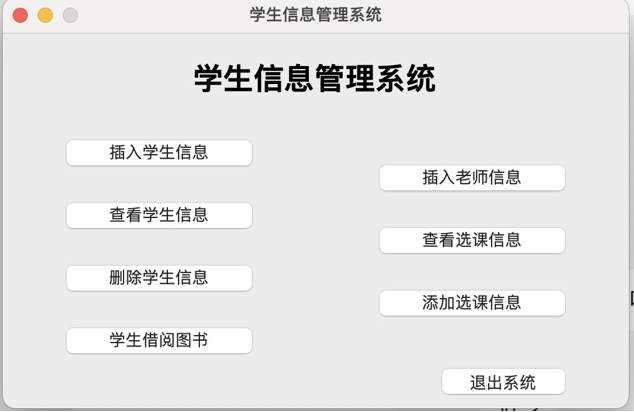 学生信息管理系统
学生信息管理系统
插入学生信息
插入老师信息
查看学生信息
查看选课信息
删除学生信息
添加选课信息
学生借阅图书
退出系统